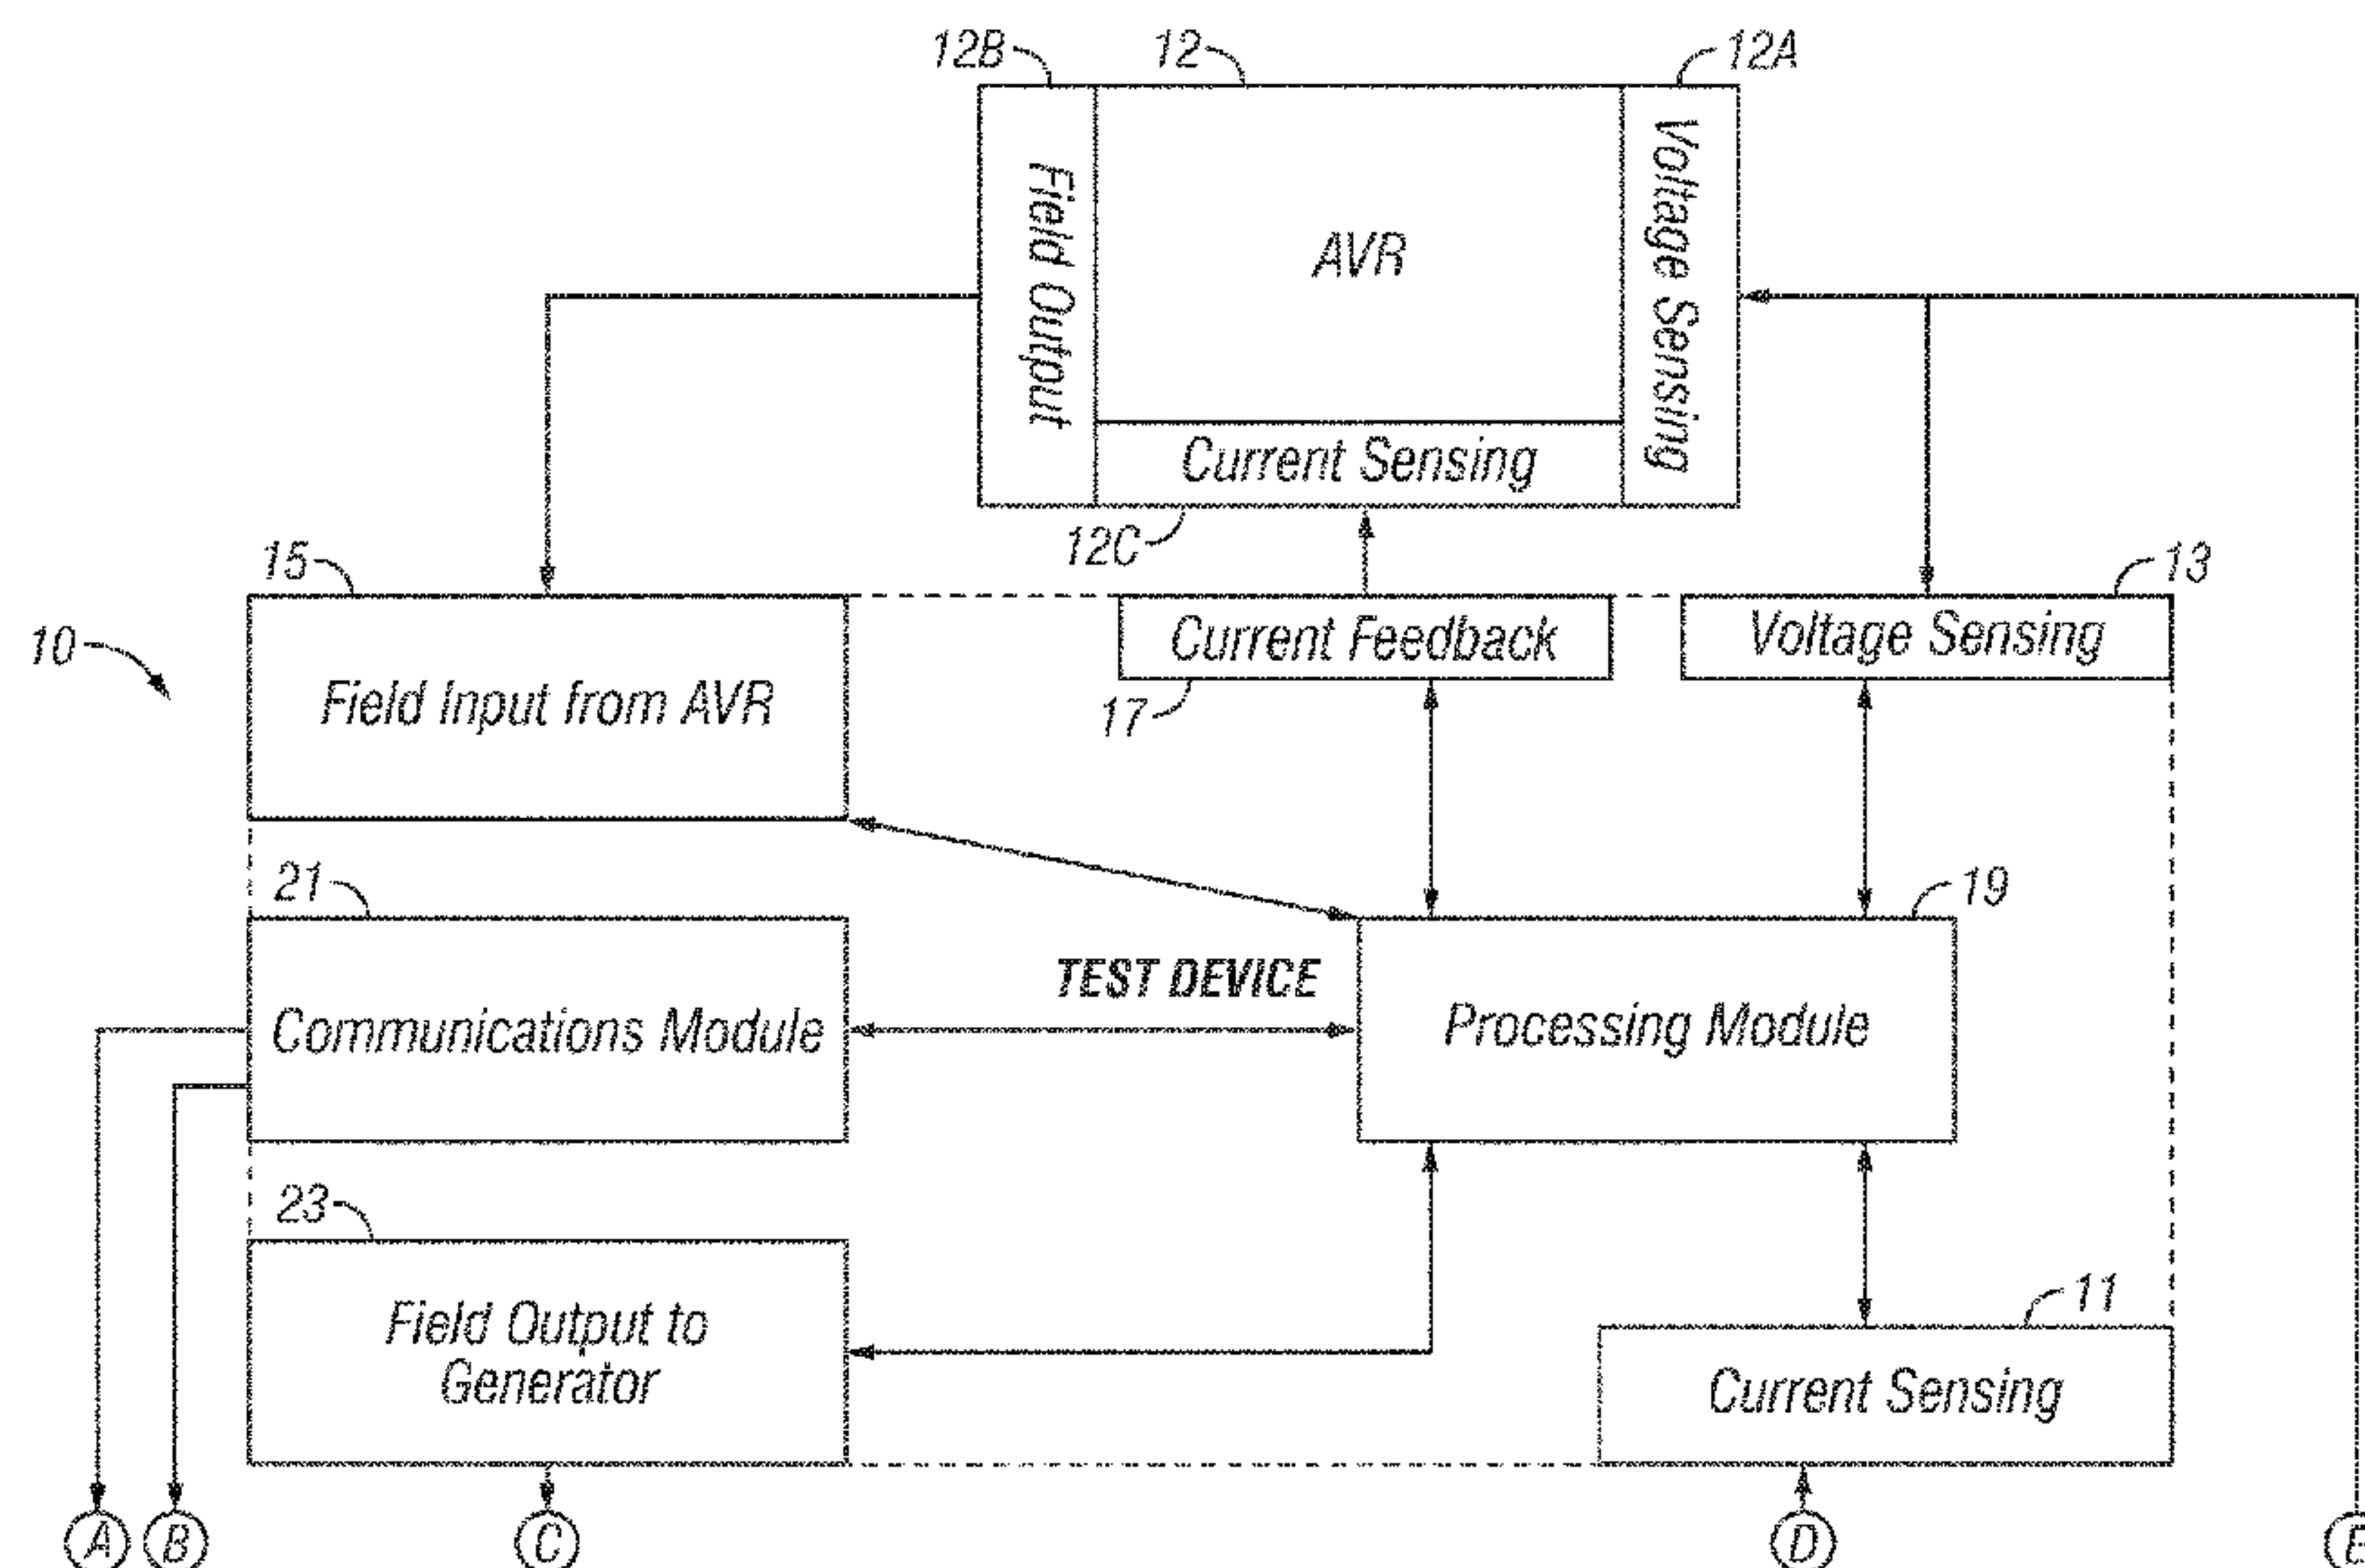 12B
12
12A
Field Output
AVR
Voltage Sensing
Current Sensing
12C
15
13
10
Field Input from AVR
Current Feedback
Voltage Sensing
17
21
19
TEST DEVICE
Communications Module
Processing Module
23
11
Field Output to
Generator
Current Sensing
A
B
C
D